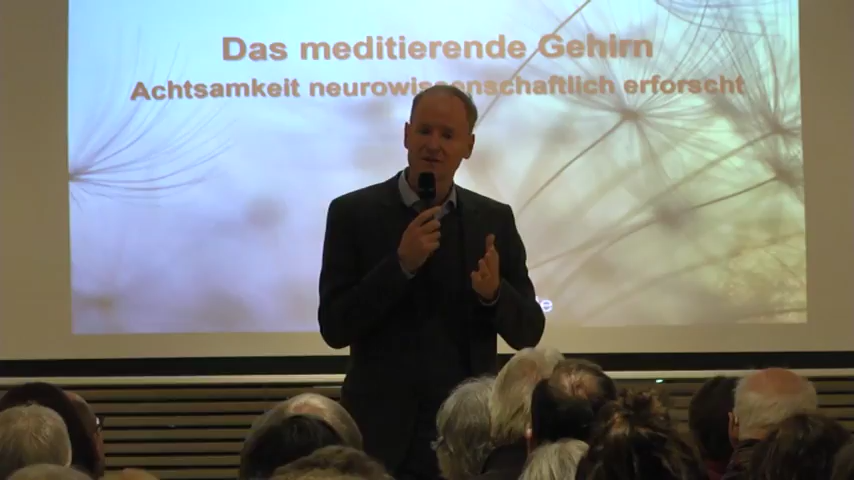 Das meditierende Gehirn
Achtsamkeit neurowissenschaftlich erforscht